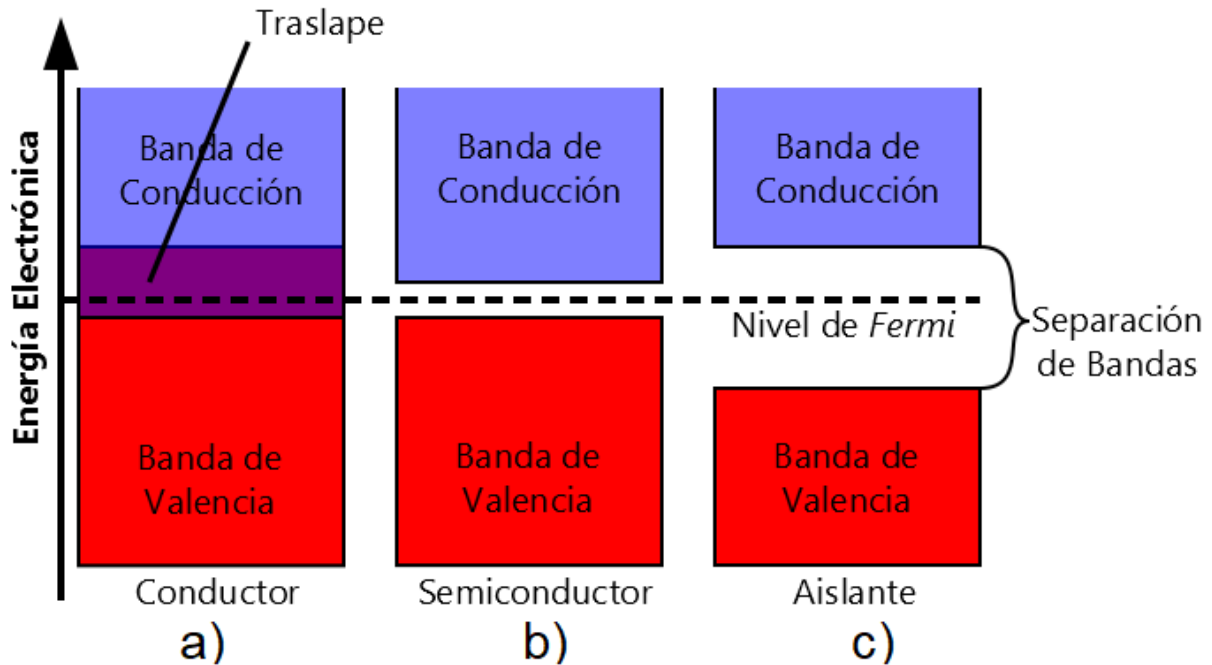 Traslape
Energía Electrónica
Banda de
Conducción
Banda de
Conducción
Banda de
Conducción
Nivel de Fermi
Separación
de Bandas
Banda de
Valencia
Banda de
Valencia
Banda de
Valencia
Conductor
Semiconductor
Aislante
a)
b)
c)